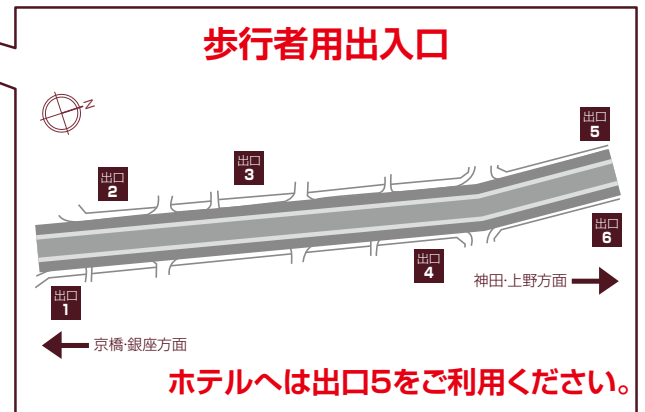 歩行者用出入口
N
出口
5
出口
3
出口
2
出口
6
出口
4
神田・上野方面
出口
1
京橋・銀座方面
ホテルへは出口5をご利用ください。